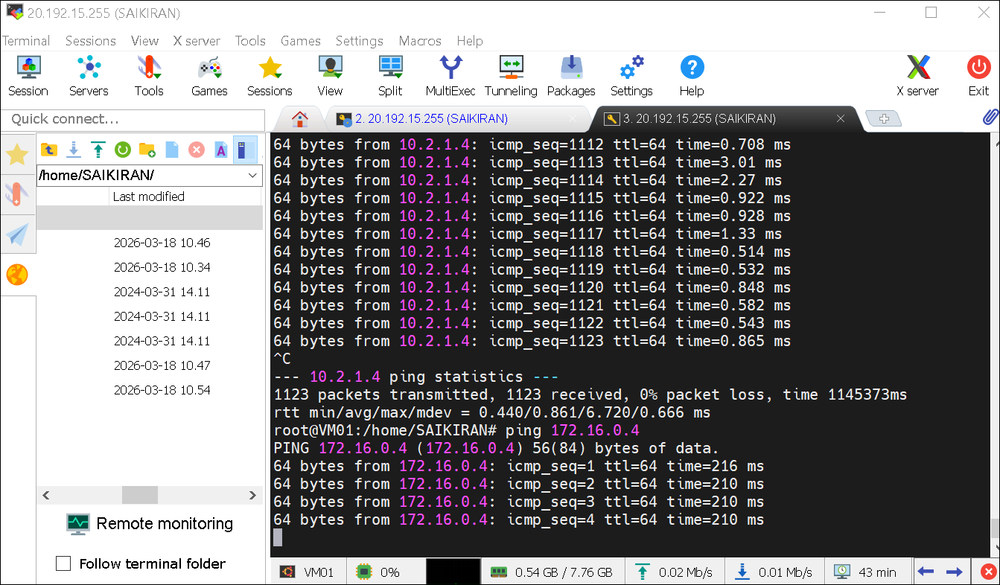 20.192.15.255 (SAIKIRAN)
Terminal Sessions View X server Tools Games Settings Macros Help
Session Servers Tools Games Sessions View Split MultiExec Tunneling Packages Settings Help X server Exit
Quick connect...
2. 20.192.15.255 (SAIKIRAN)
3. 20.192.15.255 (SAIKIRAN)
/home/SAIKIRAN/
Last modified
2026-03-18 10.46
2026-03-18 10.34
2024-03-31 14.11
2024-03-31 14.11
2024-03-31 14.11
2026-03-18 10.47
2026-03-18 10.54
Remote monitoring
Follow terminal folder
64 bytes from 10.2.1.4: icmp_seq=1112 ttl=64 time=0.708 ms
64 bytes from 10.2.1.4: icmp_seq=1113 ttl=64 time=3.01 ms
64 bytes from 10.2.1.4: icmp_seq=1114 ttl=64 time=2.27 ms
64 bytes from 10.2.1.4: icmp_seq=1115 ttl=64 time=0.922 ms
64 bytes from 10.2.1.4: icmp_seq=1116 ttl=64 time=0.928 ms
64 bytes from 10.2.1.4: icmp_seq=1117 ttl=64 time=1.33 ms
64 bytes from 10.2.1.4: icmp_seq=1118 ttl=64 time=0.514 ms
64 bytes from 10.2.1.4: icmp_seq=1119 ttl=64 time=0.532 ms
64 bytes from 10.2.1.4: icmp_seq=1120 ttl=64 time=0.848 ms
64 bytes from 10.2.1.4: icmp_seq=1121 ttl=64 time=0.582 ms
64 bytes from 10.2.1.4: icmp_seq=1122 ttl=64 time=0.543 ms
64 bytes from 10.2.1.4: icmp_seq=1123 ttl=64 time=0.865 ms
^C
--- 10.2.1.4 ping statistics ---
1123 packets transmitted, 1123 received, 0% packet loss, time 1145373ms
rtt min/avg/max/mdev = 0.440/0.861/6.720/0.666 ms
root@VM01:/home/SAIKIRAN# ping 172.16.0.4
PING 172.16.0.4 (172.16.0.4) 56(84) bytes of data.
64 bytes from 172.16.0.4: icmp_seq=1 ttl=64 time=216 ms
64 bytes from 172.16.0.4: icmp_seq=2 ttl=64 time=210 ms
64 bytes from 172.16.0.4: icmp_seq=3 ttl=64 time=210 ms
64 bytes from 172.16.0.4: icmp_seq=4 ttl=64 time=210 ms
VM01 0% 0.54 GB / 7.76 GB 0.02 Mb/s 0.01 Mb/s 43 min